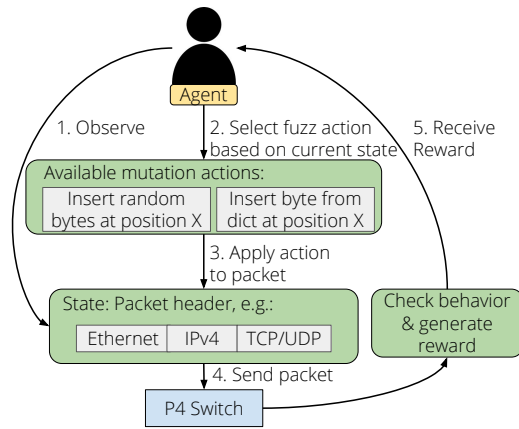 Agent
1. Observe
2. Select fuzz action
based on current state
5. Receive
Reward
Available mutation actions:
Insert random
bytes at position X
Insert byte from
dict at position X
3. Apply action
to packet
State: Packet header, e.g.:
Ethernet
IPv4
TCP/UDP
Check behavior
& generate
reward
4. Send packet
P4 Switch